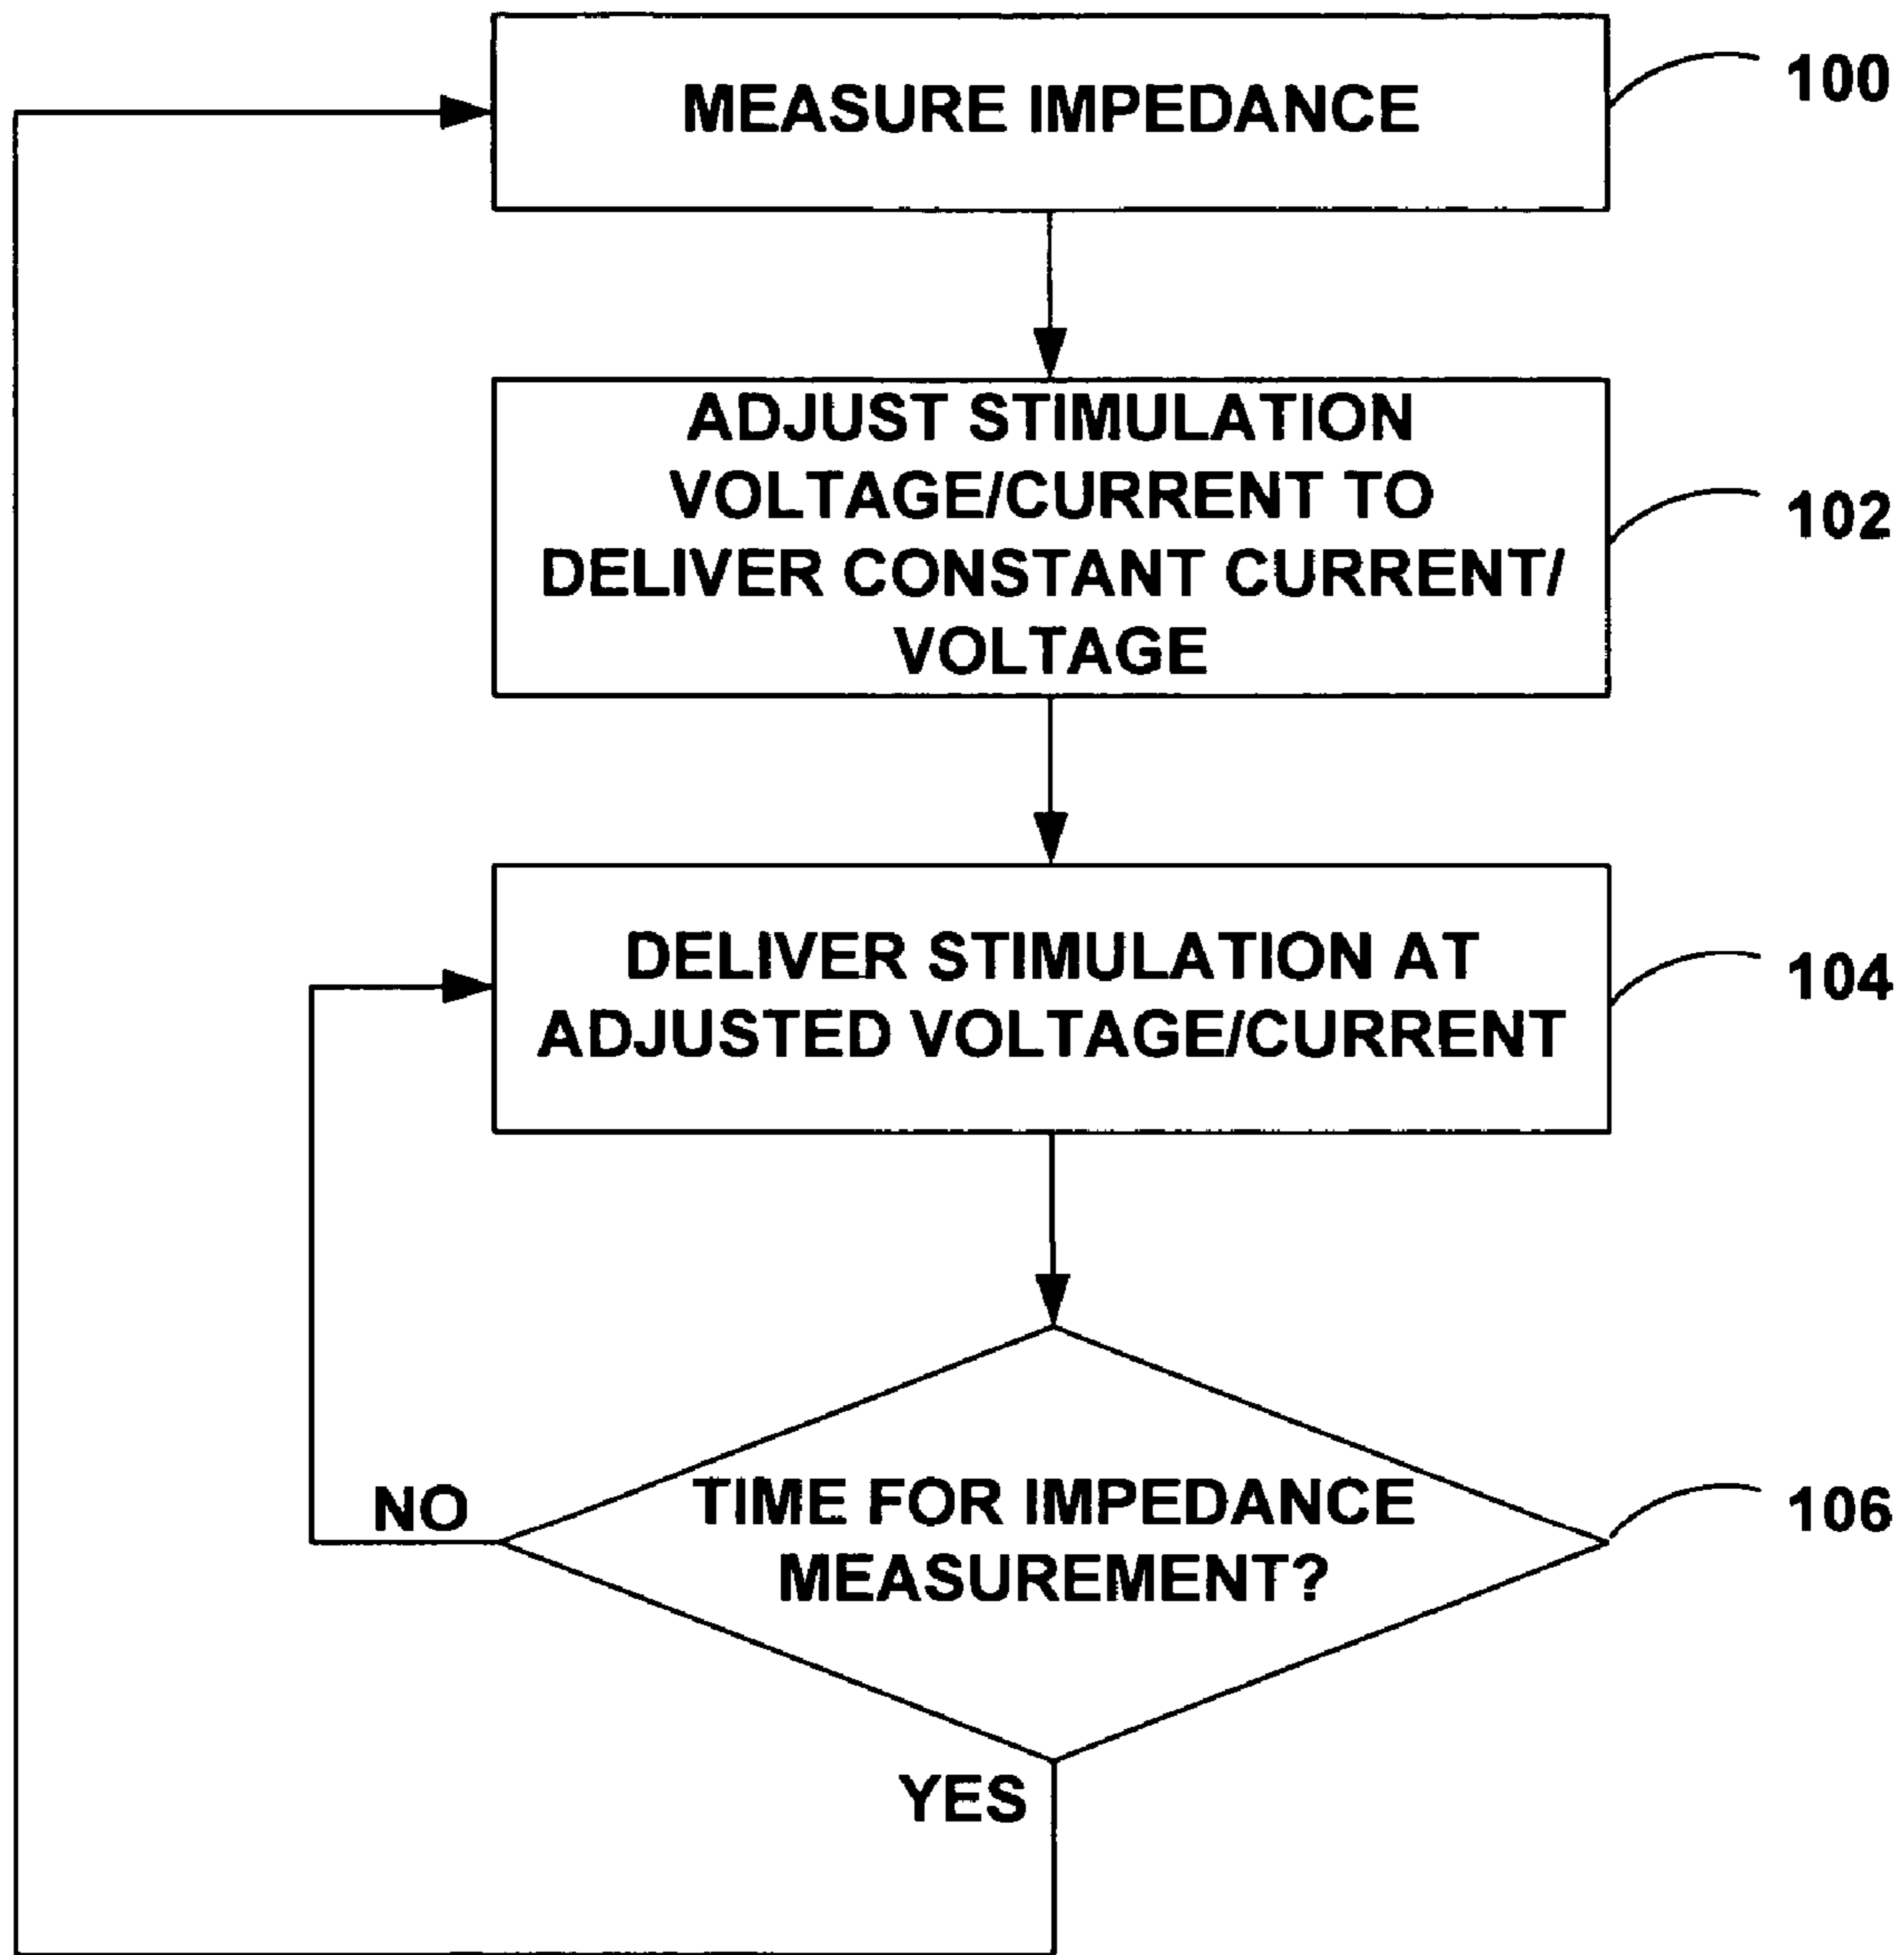 MEASURE IMPEDANCE
100
ADJUST STIMULATION
VOLTAGE/CURRENT TO
DELIVER CONSTANT CURRENT/
VOLTAGE
102
DELIVER STIMULATION AT
ADJUSTED VOLTAGE/CURRENT
104
TIME FOR IMPEDANCE
MEASUREMENT?
106
NO
YES